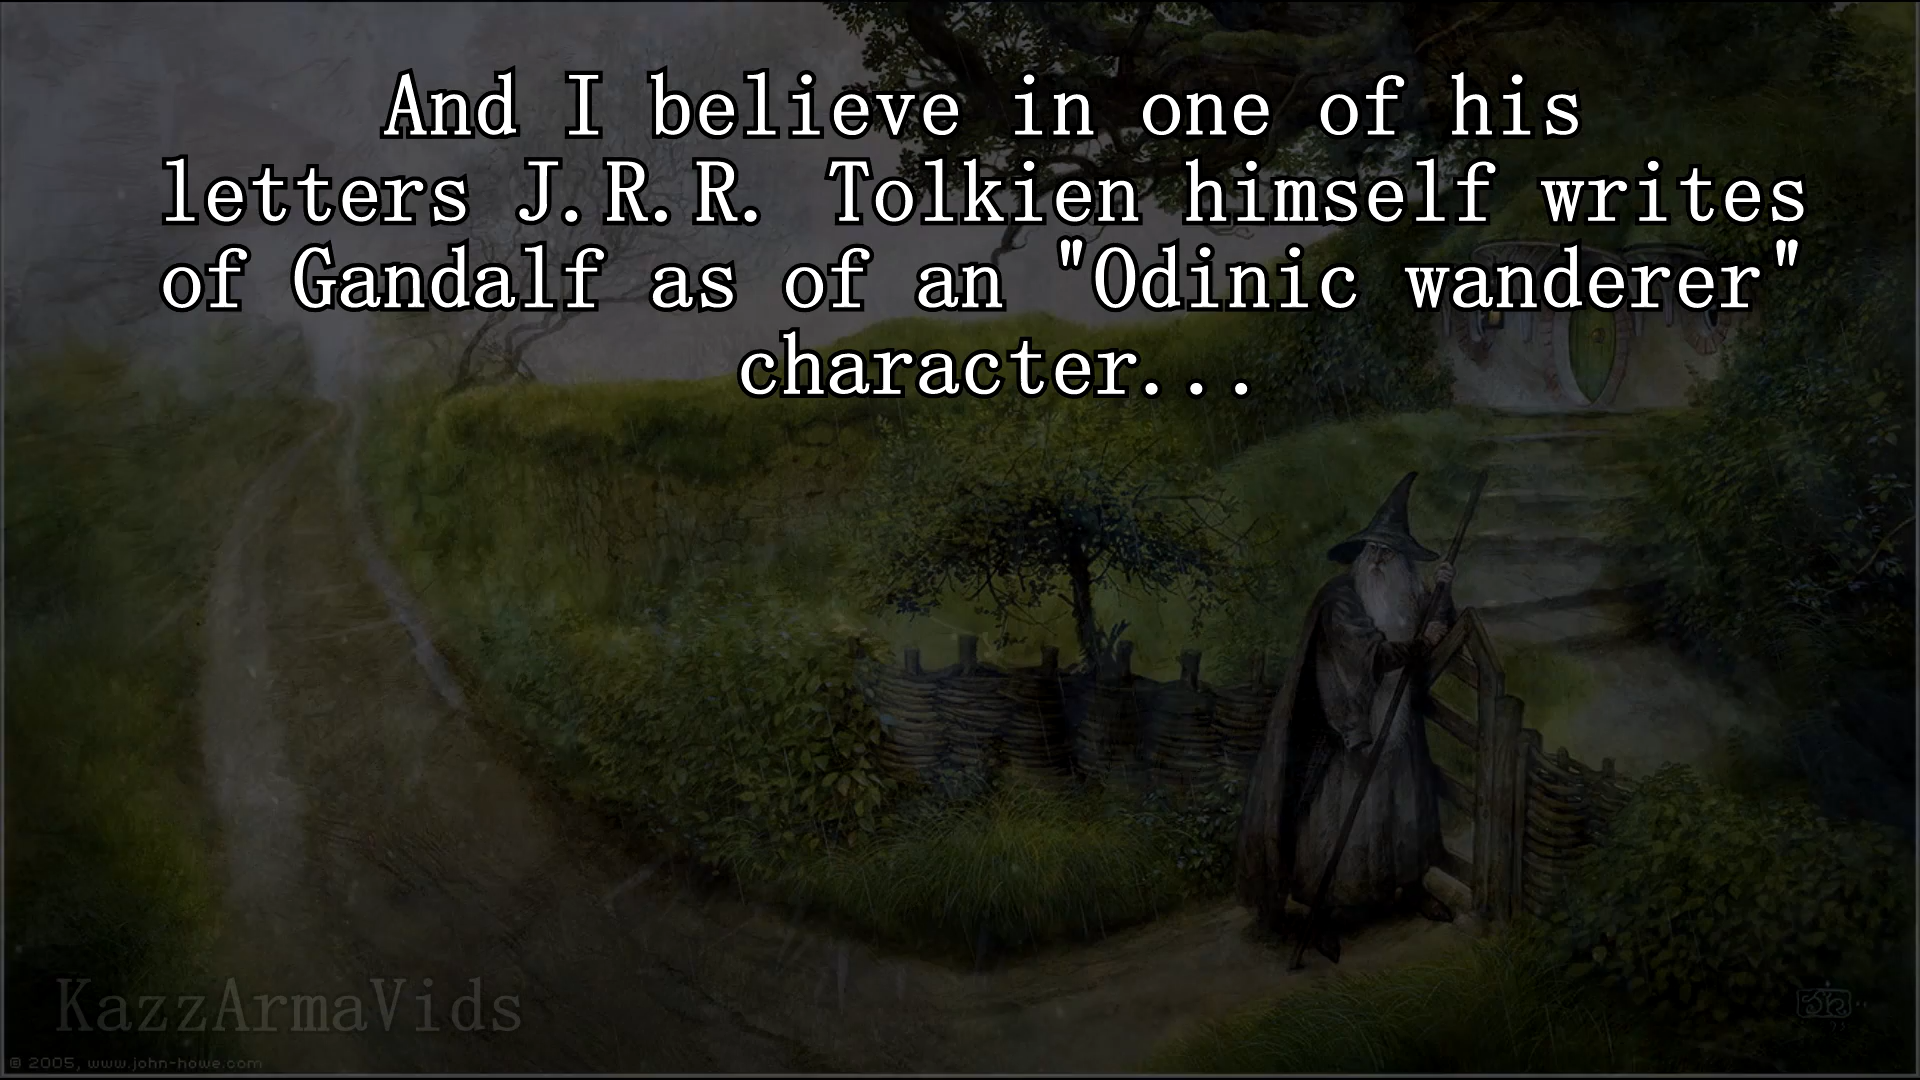 And I believe in one of his
letters J.R.R. Tolkien himself writes
of Gandalf as of an "Odinic wanderer"
character...
KazzArmaVids
© 2005, www.john-howe.com